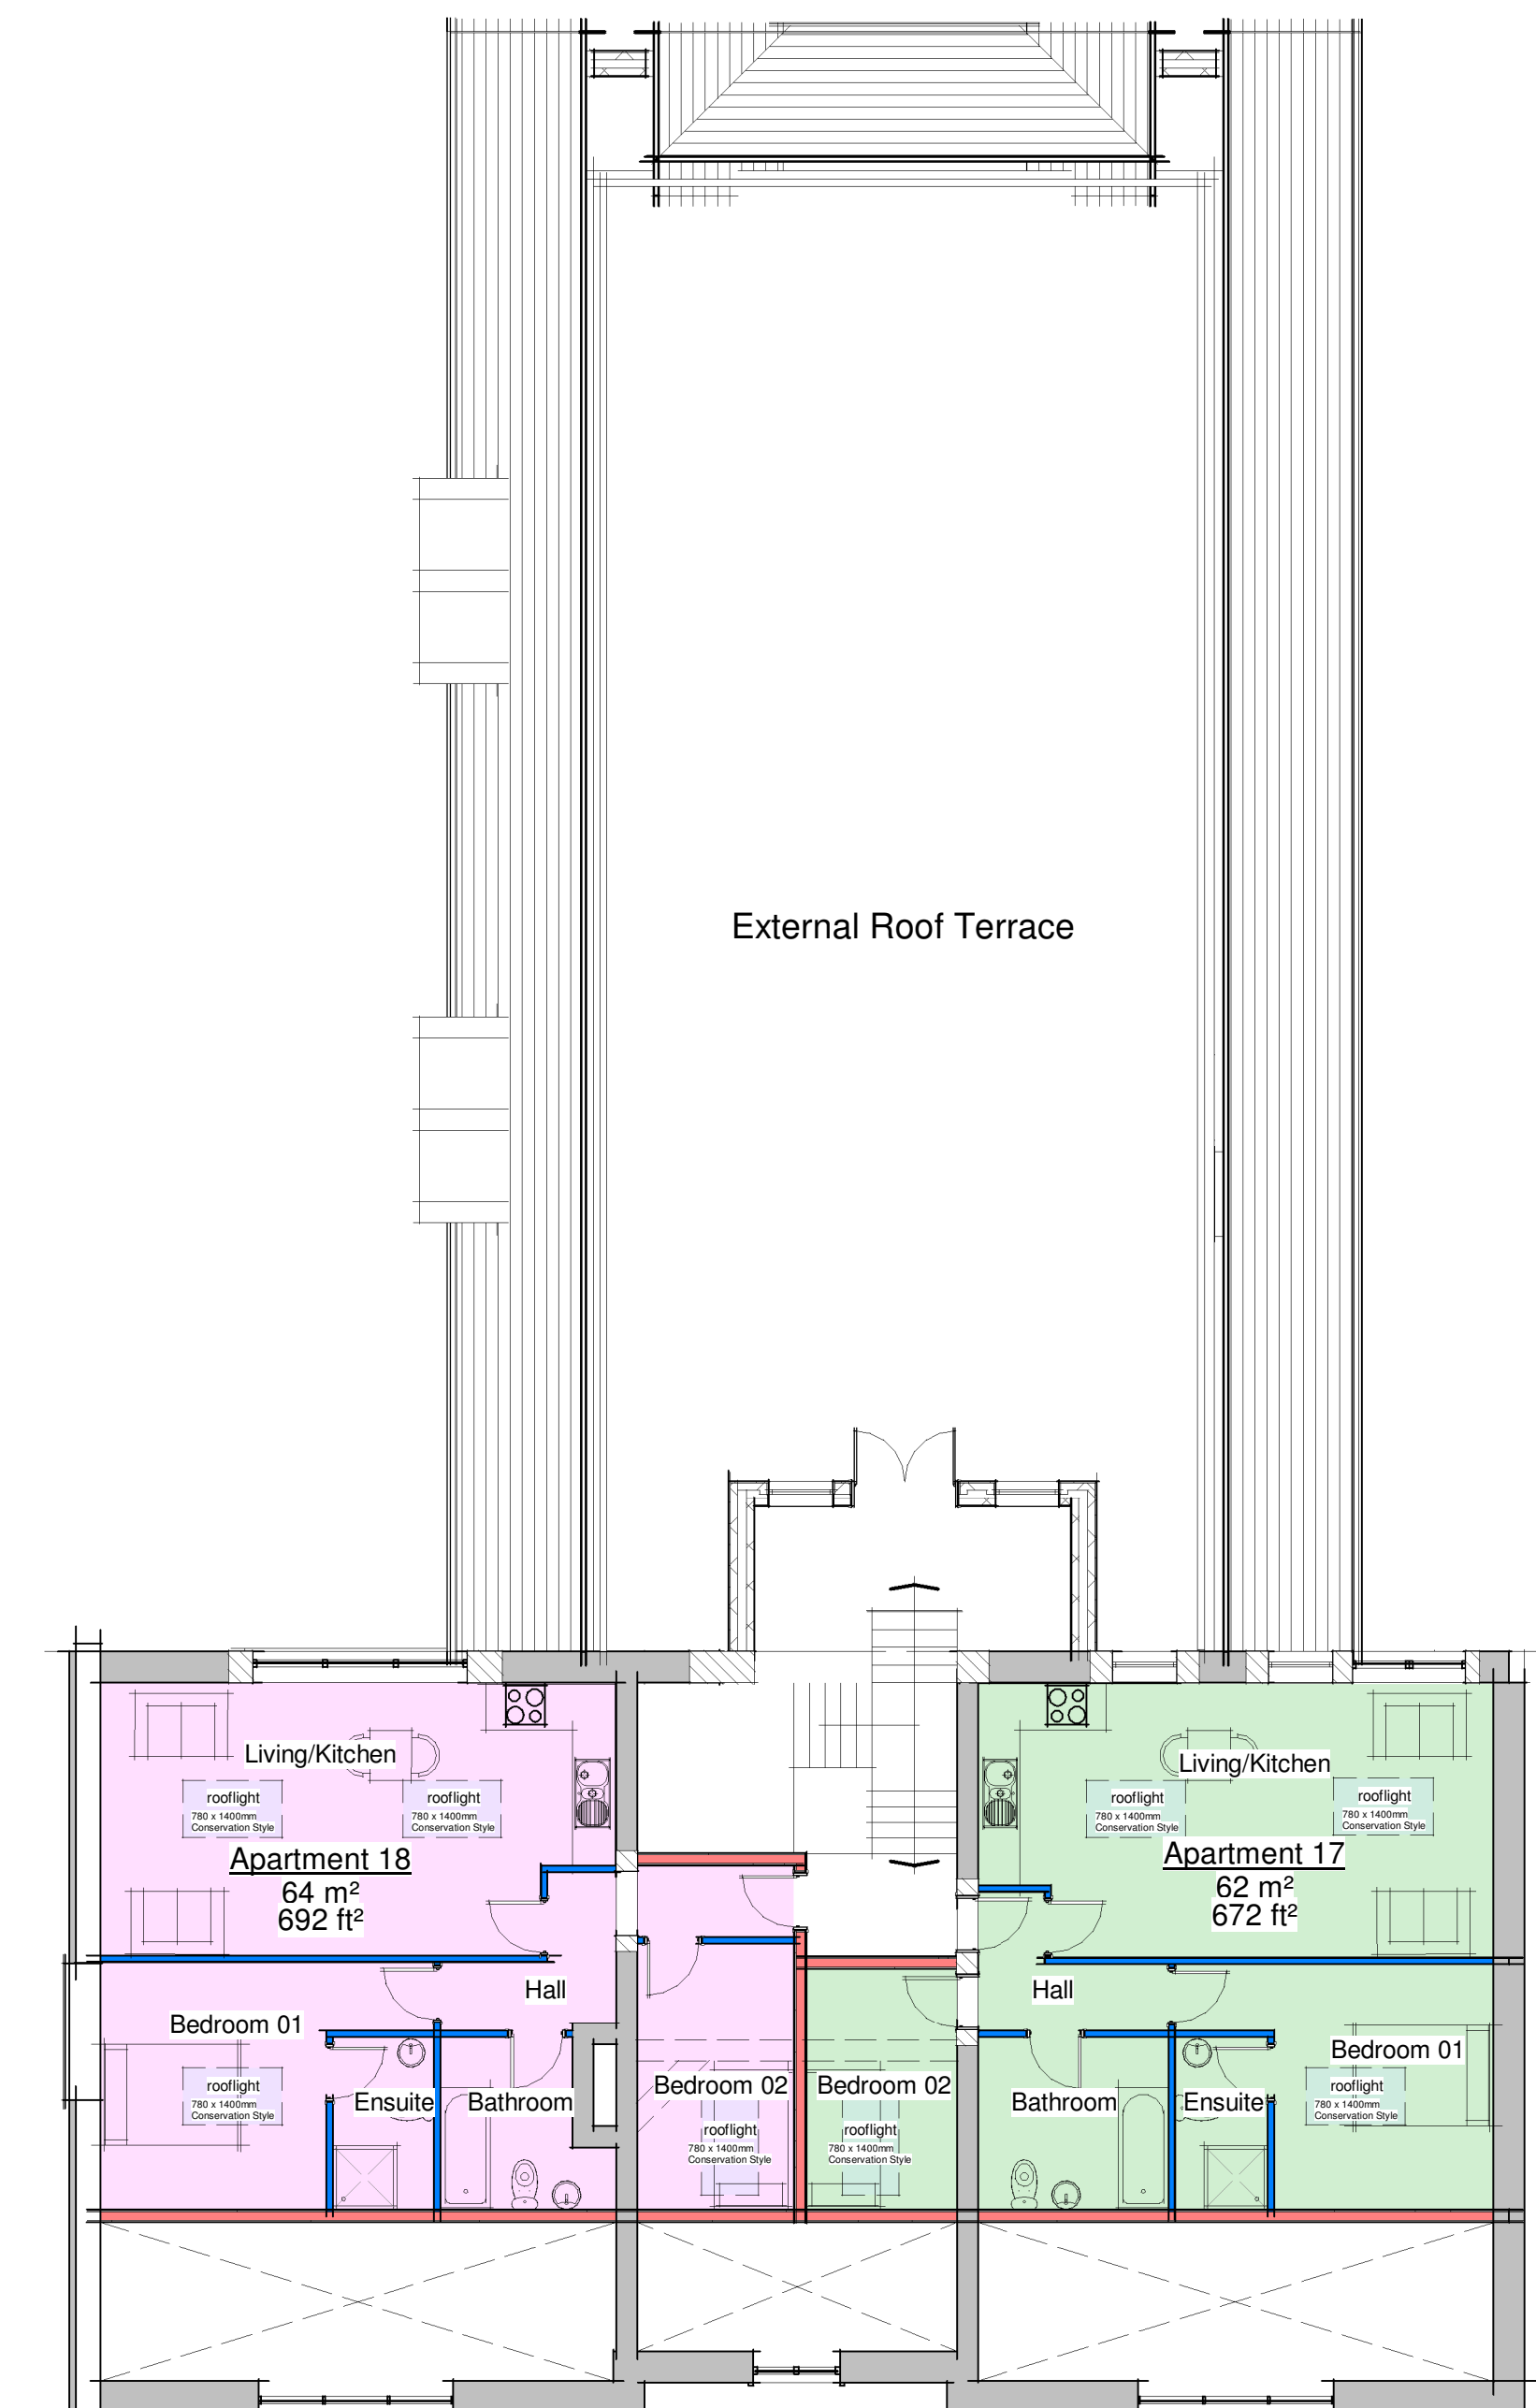 External Roof Terrace
Living/Kitchen
rooflight
780 x 1400mm
Conservation Style
rooflight
780 x 1400mm
Conservation Style
Apartment 18
64 m²
692 ft²
Hall
Bedroom 01
rooflight
780 x 1400mm
Conservation Style
Ensuite
Bathroom
Bedroom 02
rooflight
780 x 1400mm
Conservation Style
Bedroom 02
rooflight
780 x 1400mm
Conservation Style
Living/Kitchen
rooflight
780 x 1400mm
Conservation Style
rooflight
780 x 1400mm
Conservation Style
Apartment 17
62 m²
672 ft²
Hall
Bathroom
Ensuite
Bedroom 01
rooflight
780 x 1400mm
Conservation Style